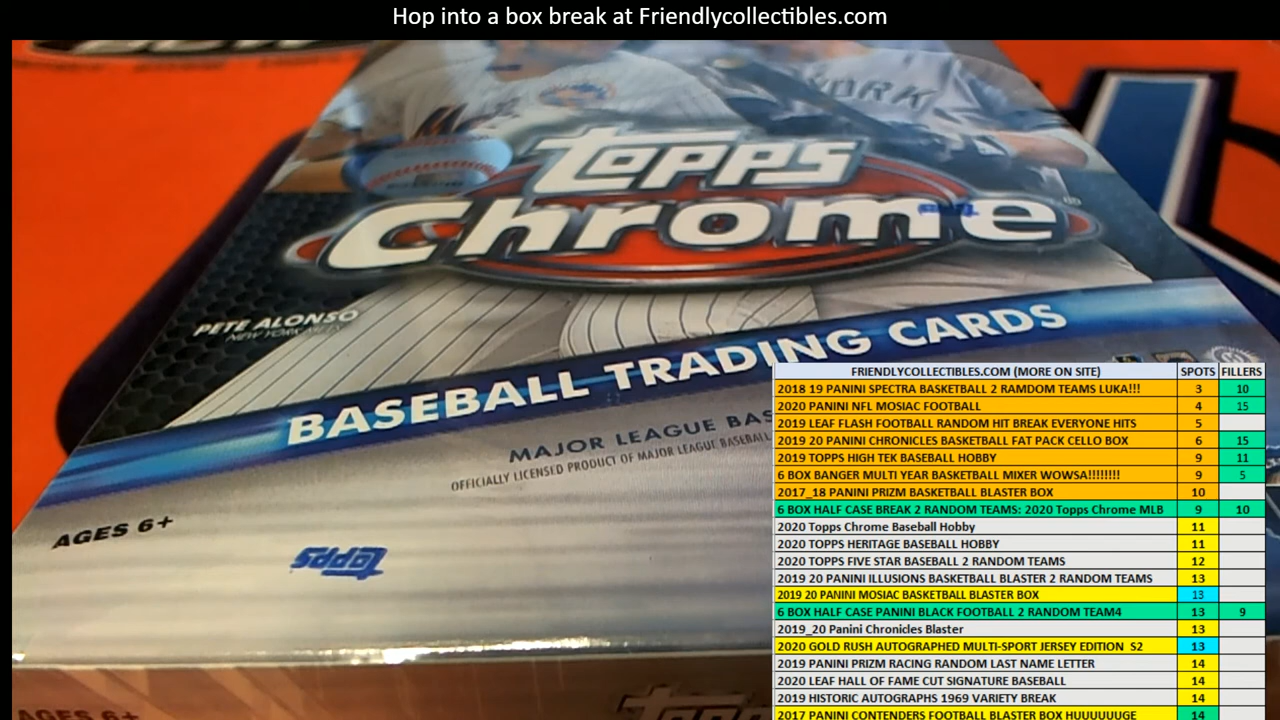 Hop into a box break at Friendlycollectibles.com
YORK
Topps
Chrome
PETE ALONSO
NEW YORK METS
BASEBALL TRADING CARDS
MAJOR LEAGUE BAS
OFFICIALLY LICENSED PRODUCT OF MAJOR LEAGUE BASEBALL
AGES 6+
Topps
AGES 6+
Topps
FRIENDLYCOLLECTIBLES.COM (MORE ON SITE) SPOTS FILLERS
2018 19 PANINI SPECTRA BASKETBALL 2 RAMDOM TEAMS LUKA!!! 3 10
2020 PANINI NFL MOSIAC FOOTBALL 4 15
2019 LEAF FLASH FOOTBALL RANDOM HIT BREAK EVERYONE HITS 5
2019 20 PANINI CHRONICLES BASKETBALL FAT PACK CELLO BOX 6 15
2019 TOPPS HIGH TEK BASEBALL HOBBY 9 11
6 BOX BANGER MULTI YEAR BASKETBALL MIXER WOWSA!!!!!!!! 9 5
2017_18 PANINI PRIZM BASKETBALL BLASTER BOX 10
6 BOX HALF CASE BREAK 2 RANDOM TEAMS: 2020 Topps Chrome MLB 9 10
2020 Topps Chrome Baseball Hobby 11
2020 TOPPS HERITAGE BASEBALL HOBBY 11
2020 TOPPS FIVE STAR BASEBALL 2 RANDOM TEAMS 12
2019 20 PANINI ILLUSIONS BASKETBALL BLASTER 2 RANDOM TEAMS 13
2019 20 PANINI MOSIAC BASKETBALL BLASTER BOX 13
6 BOX HALF CASE PANINI BLACK FOOTBALL 2 RANDOM TEAM4 13 9
2019_20 Panini Chronicles Blaster 13
2020 GOLD RUSH AUTOGRAPHED MULTI-SPORT JERSEY EDITION S2 13
2019 PANINI PRIZM RACING RANDOM LAST NAME LETTER 14
2020 LEAF HALL OF FAME CUT SIGNATURE BASEBALL 14
2019 HISTORIC AUTOGRAPHS 1969 VARIETY BREAK 14
2017 PANINI CONTENDERS FOOTBALL BLASTER BOX HUUUUUUGE 14